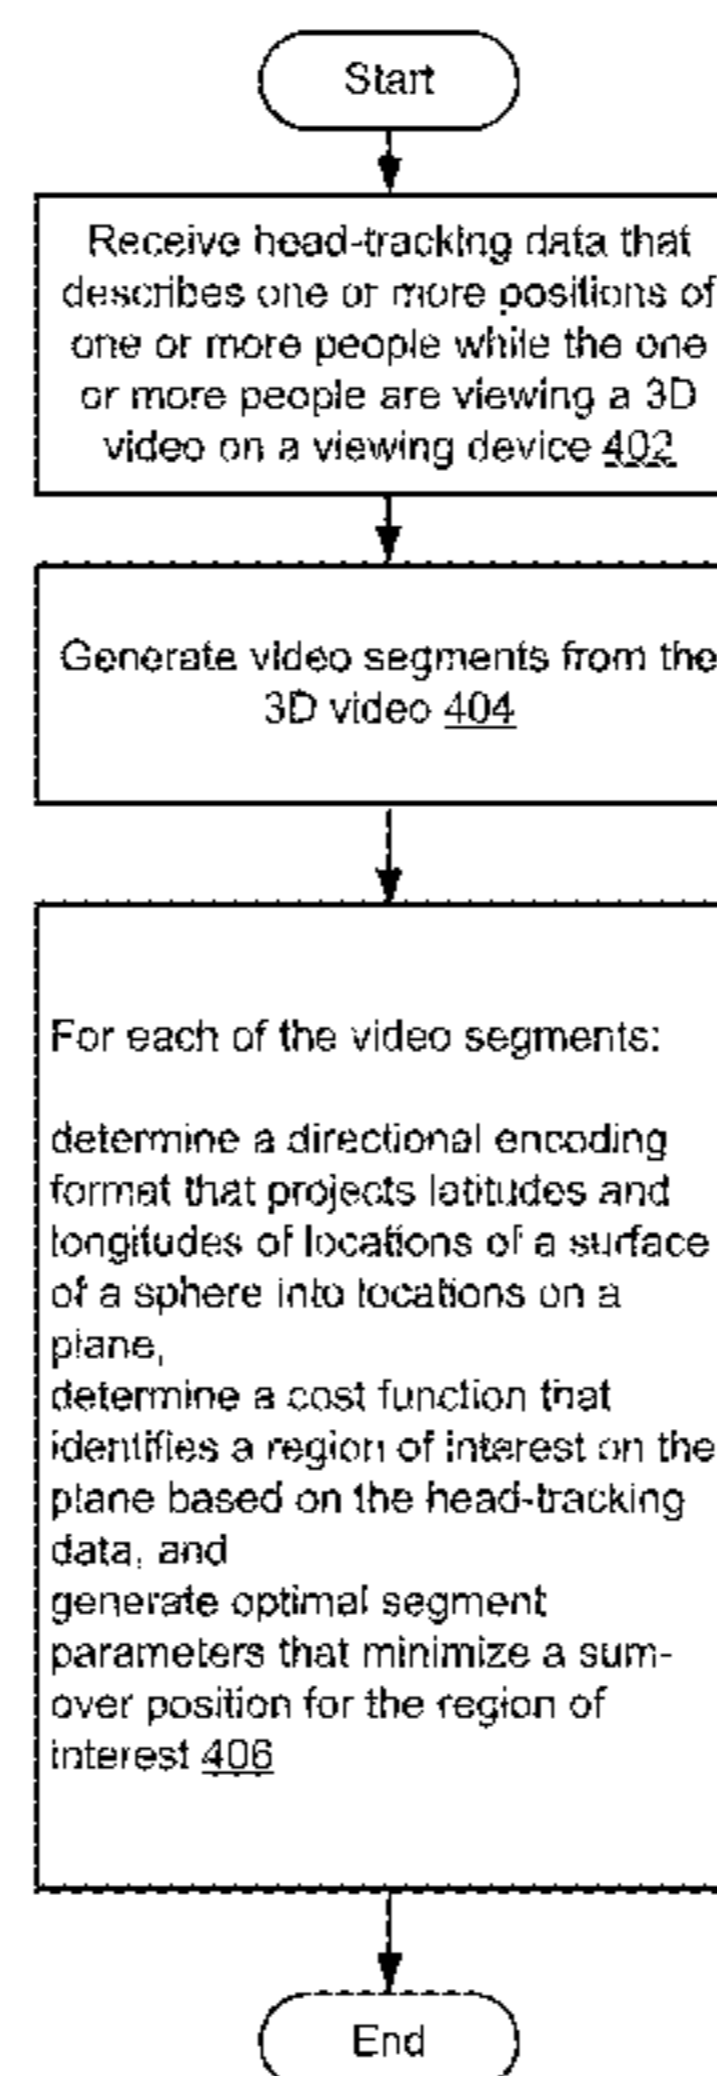 Start
Receive head-tracking data that
describes one or more positions of
one or more people while the one
or more people are viewing a 3D
video on a viewing device 402
Generate video segments from the
3D video 404
For each of the video segments:
determine a directional encoding
format that projects latitudes and
longitudes of locations of a surface
of a sphere into locations on a
plane,
determine a cost function that
identifies a region of interest on the
plane based on the head-tracking
data, and
generate optimal segment
parameters that minimize a sum-
over position for the region of
interest 406
End